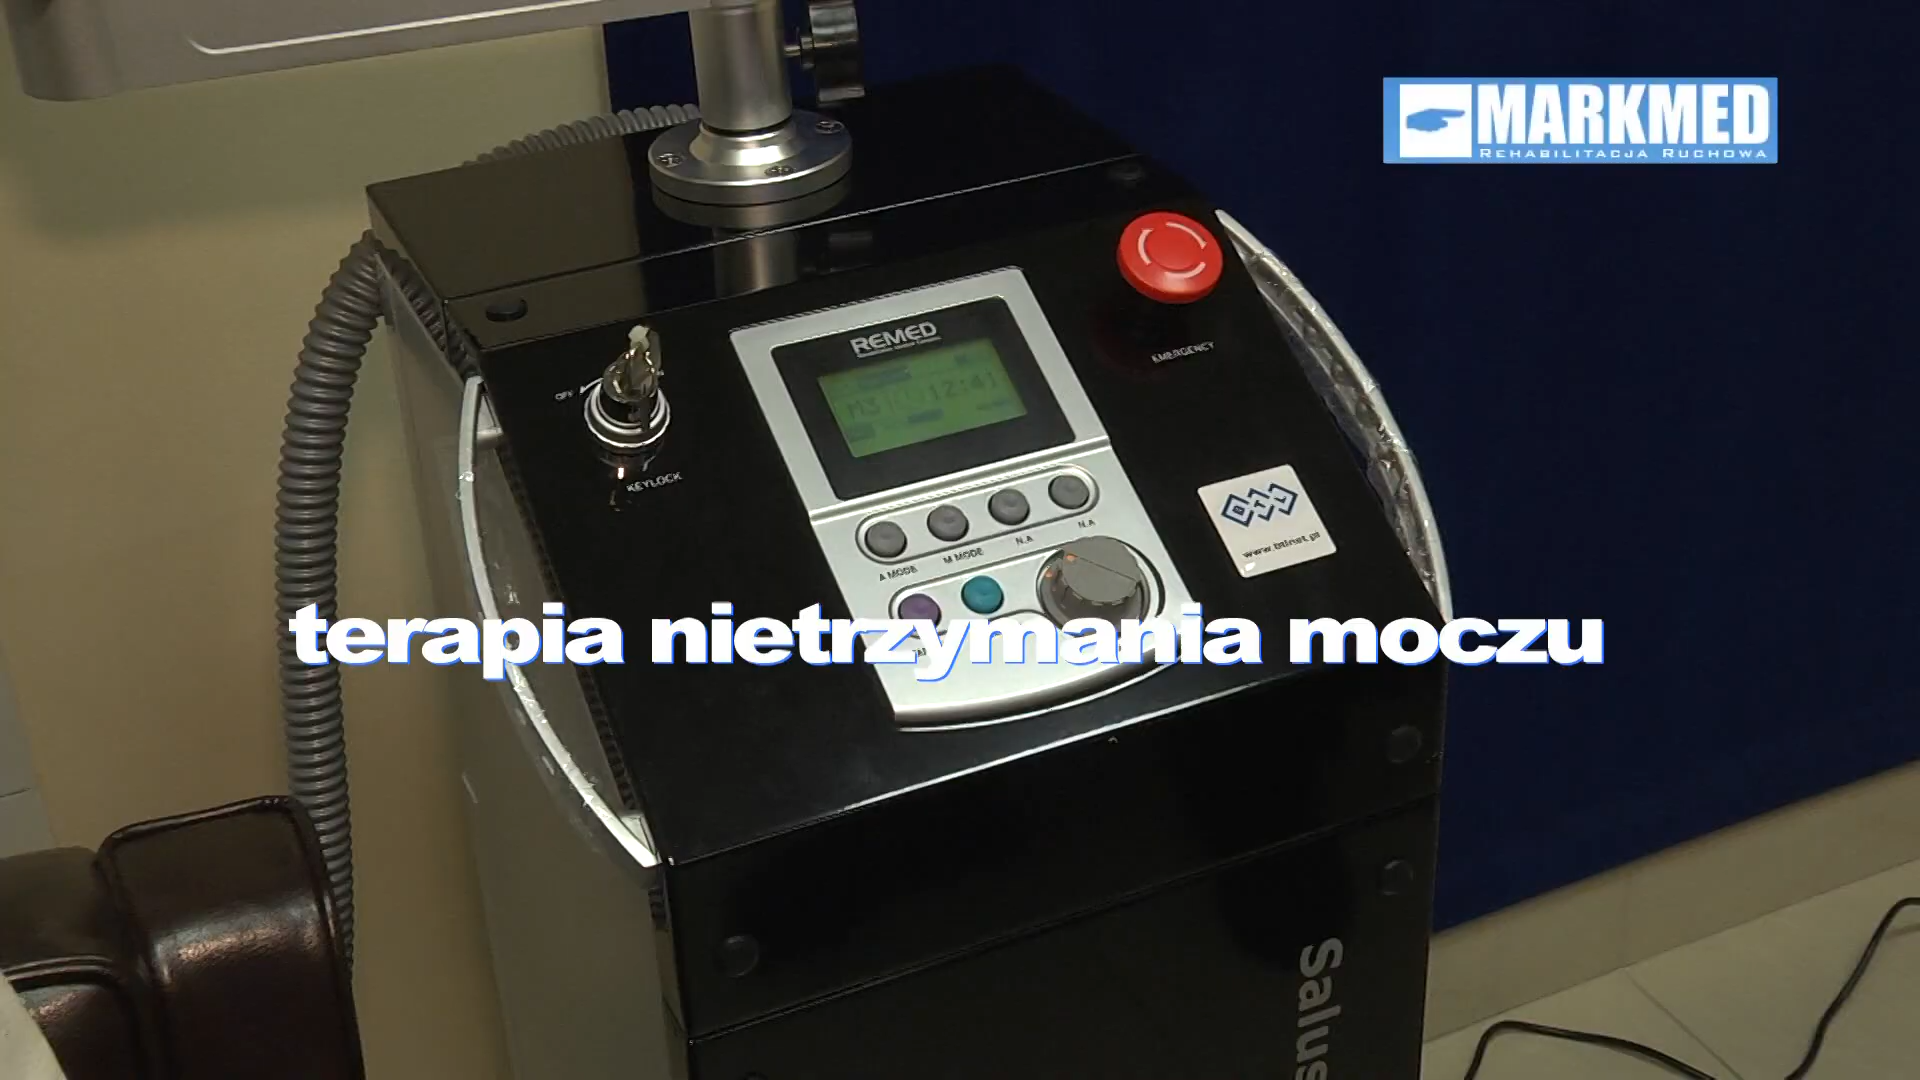 MARKMED
REHABILITACJA RUCHOWA
REMED
EMERGENCY
OFF
M3 12:41
KEYLOCK
BTL
www.btlnet.pl
A MODE
M MODE
N.A
N.A
terapia nietrzymania moczu
Salus